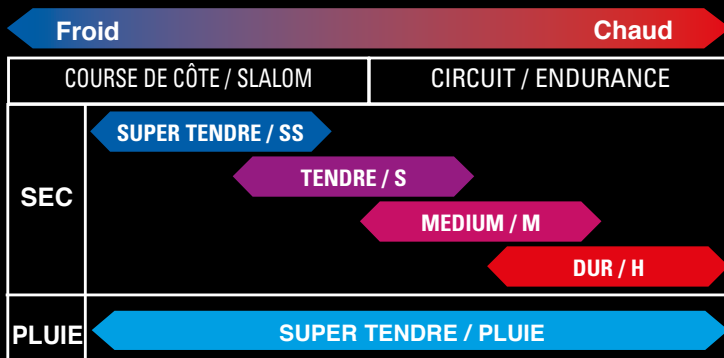 Froid Chaud
COURSE DE CÔTE / SLALOM CIRCUIT / ENDURANCE
SUPER TENDRE / SS
TENDRE / S
SEC
MEDIUM / M
DUR / H
PLUIE SUPER TENDRE / PLUIE